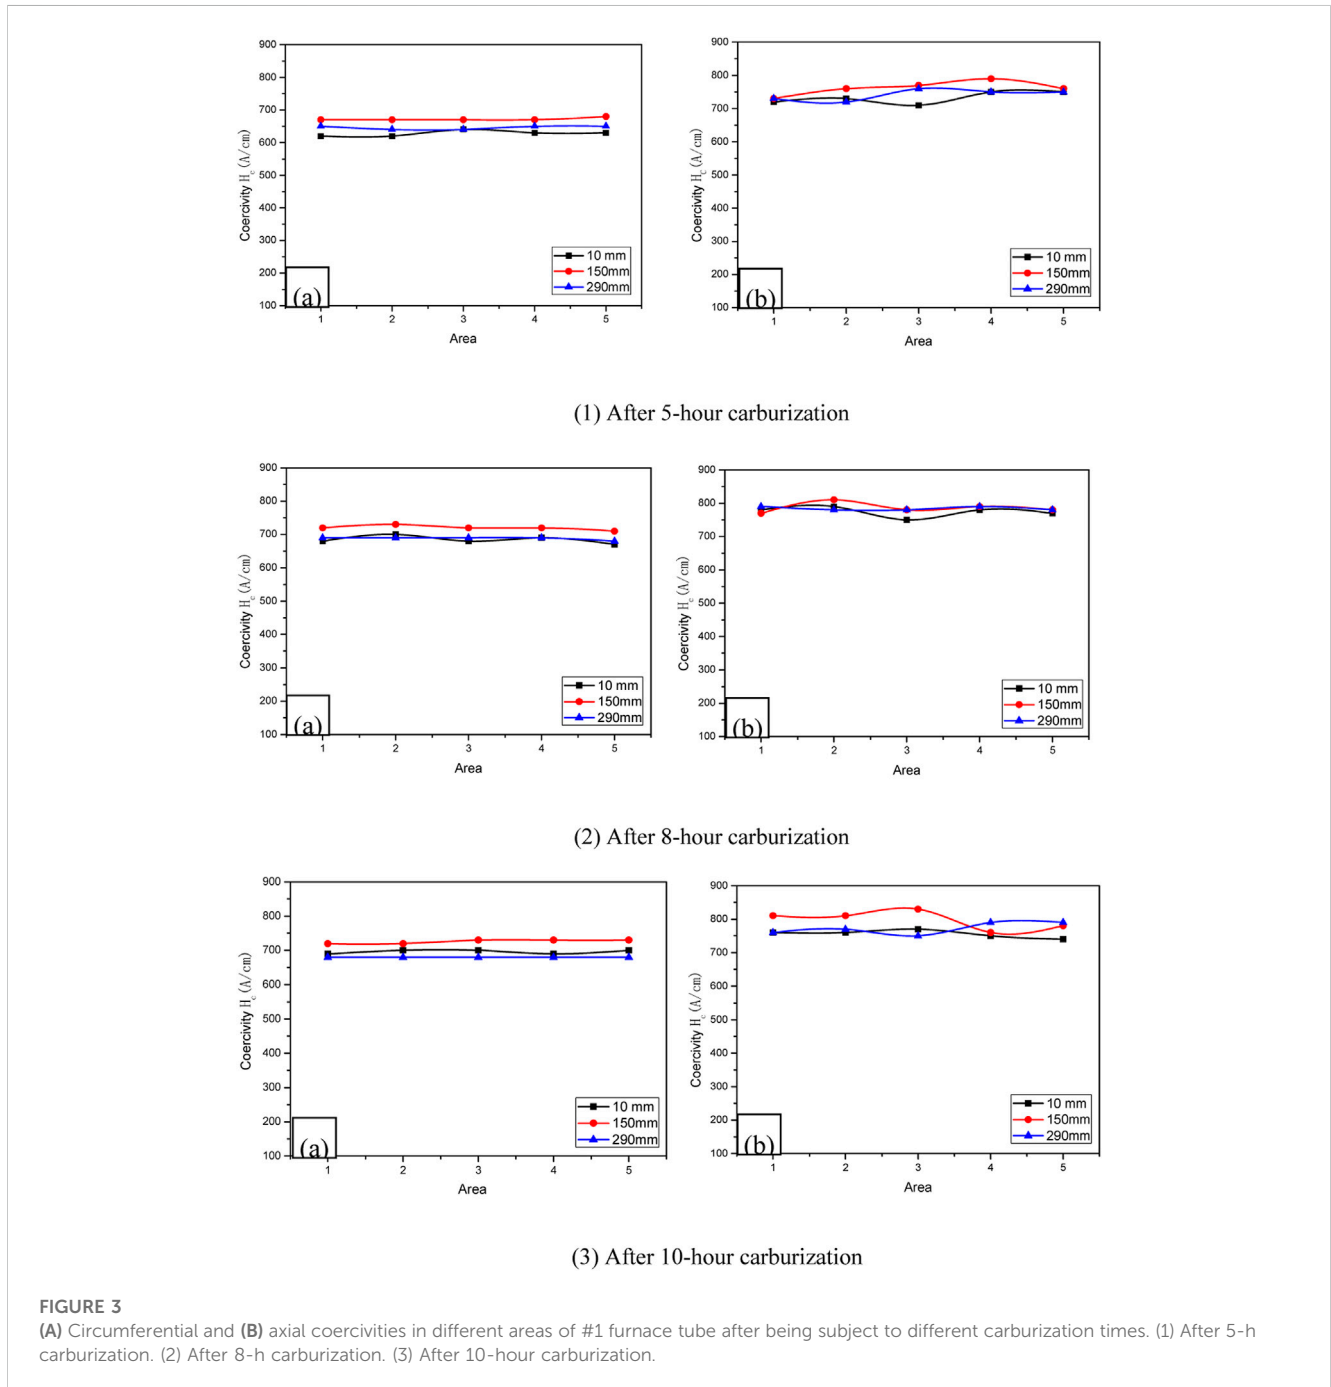 900
800
700
600
500
400
300
200
100
Coercivity H_c (A/cm)
10 mm
150mm
290mm
(a)
1 2 3 4 5
Area
900
800
700
600
500
400
300
200
100
Coercivity H_c (A/cm)
10 mm
150mm
290mm
(b)
1 2 3 4 5
Area
(1) After 5-hour carburization
900
800
700
600
500
400
300
200
100
Coercivity H_c (A/cm)
10 mm
150mm
290mm
(a)
1 2 3 4 5
Area
900
800
700
600
500
400
300
200
100
Coercivity H_c (A/cm)
10 mm
150mm
290mm
(b)
1 2 3 4 5
Area
(2) After 8-hour carburization
900
800
700
600
500
400
300
200
100
Coercivity H_c (A/cm)
10 mm
150mm
290mm
(a)
1 2 3 4 5
Area
900
800
700
600
500
400
300
200
100
Coercivity H_c (A/cm)
10 mm
150mm
290mm
(b)
1 2 3 4 5
Area
(3) After 10-hour carburization
FIGURE 3
(A) Circumferential and (B) axial coercivities in different areas of #1 furnace tube after being subject to different carburization times. (1) After 5-h
carburization. (2) After 8-h carburization. (3) After 10-hour carburization.